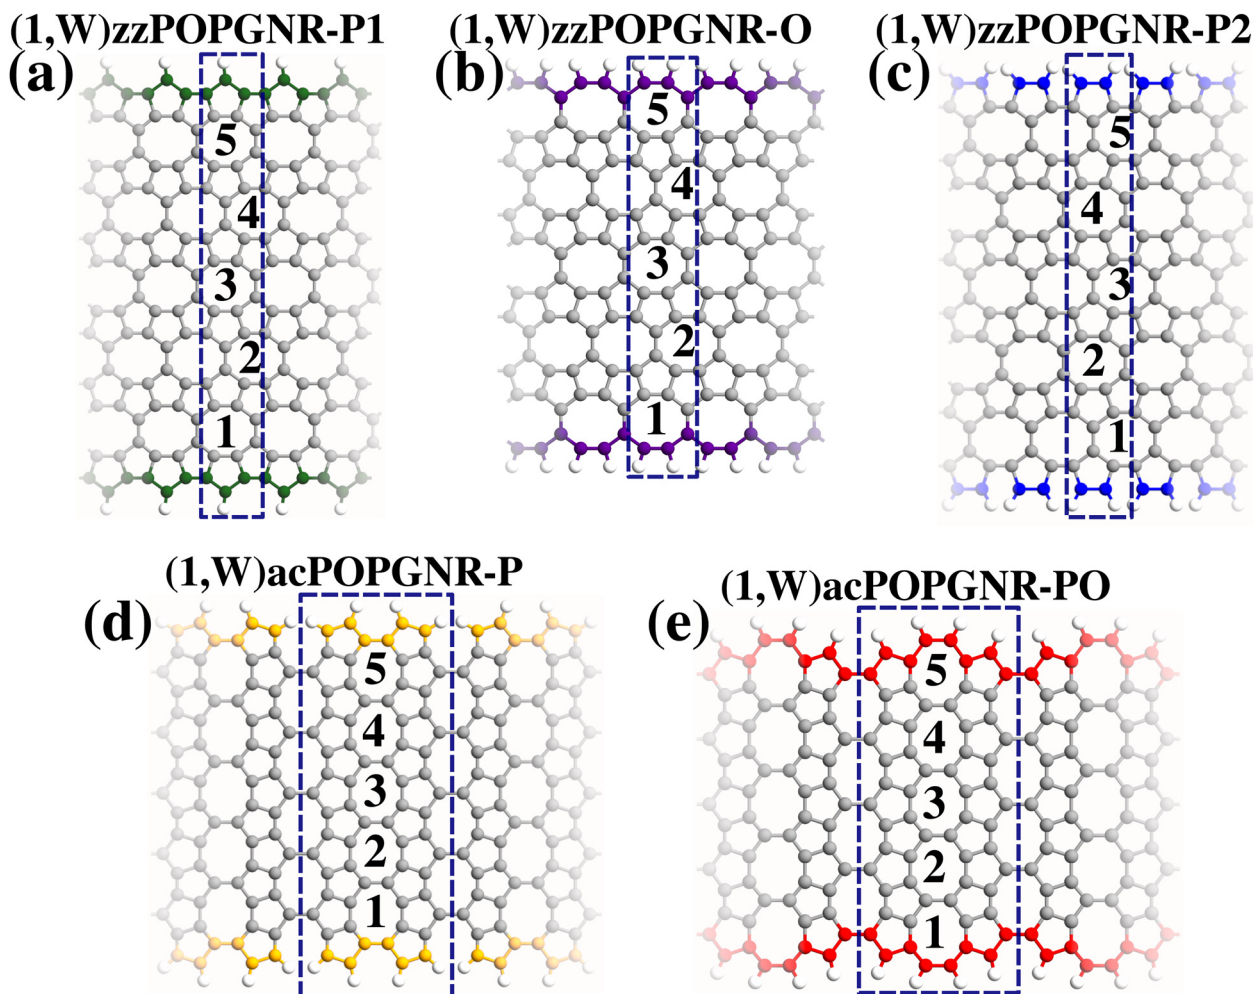 (1,W)zzPOPGNR-P1
(a)
5
4
3
2
1
(1,W)zzPOPGNR-O
(b)
5
4
3
2
1
(1,W)zzPOPGNR-P2
(c)
5
4
3
2
1
(1,W)acPOPGNR-P
(d)
5
4
3
2
1
(1,W)acPOPGNR-PO
(e)
5
4
3
2
1